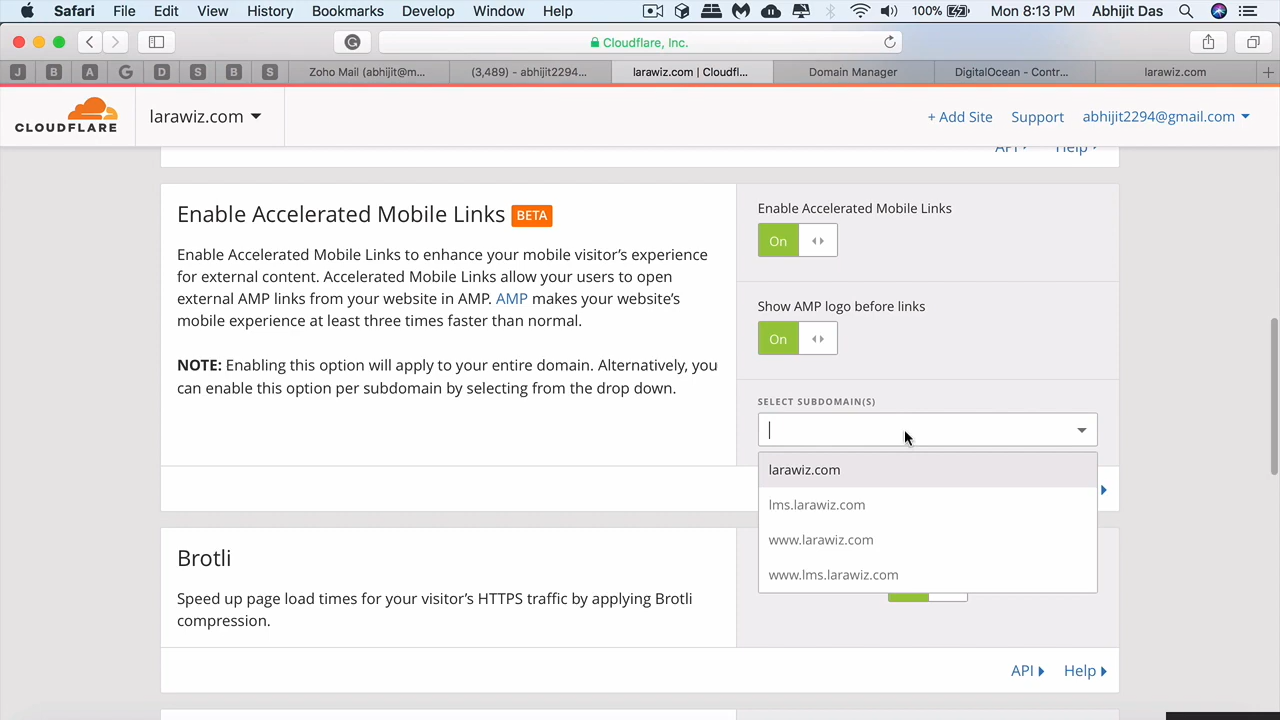 Safari File Edit View History Bookmarks Develop Window Help 100% Mon 8:13 PM Abhijit Das
Cloudflare, Inc.
J B A G D S B S Zoho Mail (abhijit@m... (3,489) - abhijit2294... larawiz.com | Cloudfl... Domain Manager DigitalOcean - Contr... larawiz.com
CLOUDFLARE larawiz.com + Add Site Support abhijit2294@gmail.com
API Help
Enable Accelerated Mobile Links BETA
Enable Accelerated Mobile Links to enhance your mobile visitor's experience
for external content. Accelerated Mobile Links allow your users to open
external AMP links from your website in AMP. AMP makes your website's
mobile experience at least three times faster than normal.
NOTE: Enabling this option will apply to your entire domain. Alternatively, you
can enable this option per subdomain by selecting from the drop down.
Enable Accelerated Mobile Links
On
Show AMP logo before links
On
SELECT SUBDOMAIN(S)
larawiz.com
lms.larawiz.com
www.larawiz.com
www.lms.larawiz.com
Brotli
Speed up page load times for your visitor's HTTPS traffic by applying Brotli
compression.
API Help